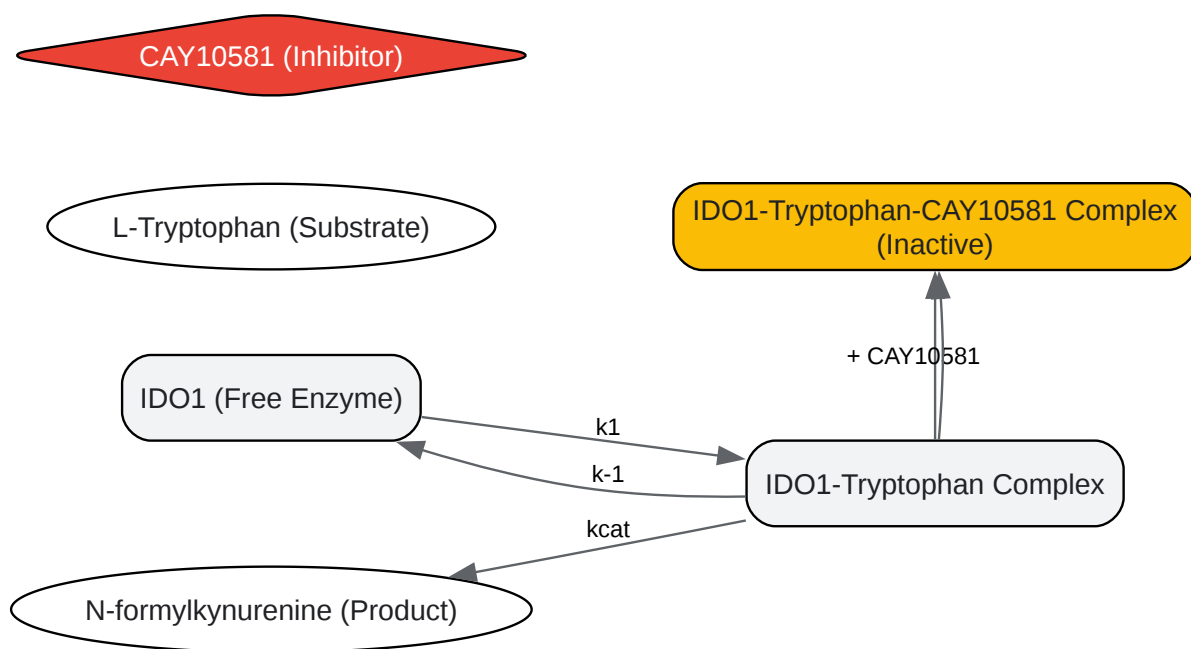 CAY10581 (Inhibitor)
L-Tryptophan (Substrate)
IDO1-Tryptophan-CAY10581 Complex
(Inactive)
+ CAY10581
IDO1 (Free Enzyme)
k1
k-1
IDO1-Tryptophan Complex
kcat
N-formylkynurenine (Product)